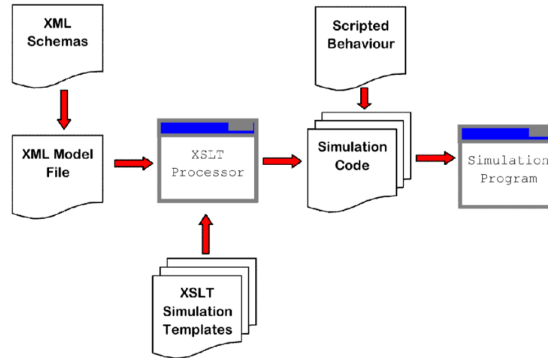 XML
Schemas
Scripted
Behaviour
XML Model
File
XSLT
Processor
Simulation
Code
Simulation
Program
XSLT
Simulation
Templates